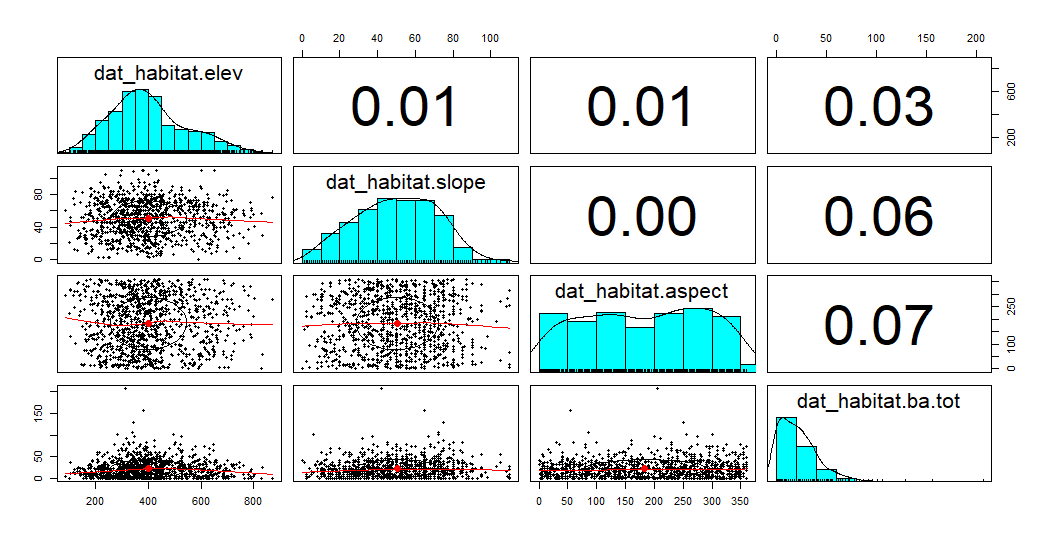 0 20 40 60 80 100
0 50 100 150 200
dat_habitat.elev
0.01
0.01
0.03
200 600
0 40 80
dat_habitat.slope
0.00
0.06
dat_habitat.aspect
0.07
0 100 250
0 50 150
dat_habitat.ba.tot
200 400 600 800
0 50 100 150 200 250 300 350